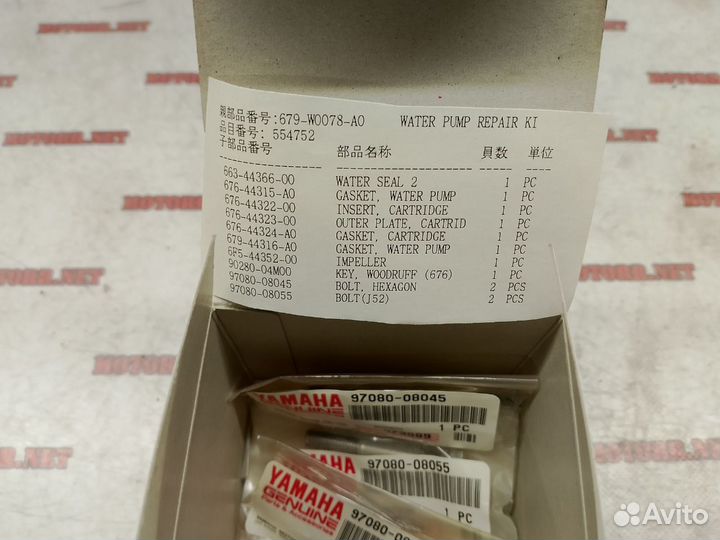 親部品番号:679-W0078-A0 WATER PUMP REPAIR KI
品目番号: 554752
子部品番号 部品名称 員数 単位
663-44366-00 WATER SEAL 2 1 PC
676-44315-A0 GASKET, WATER PUMP 1 PC
676-44322-00 INSERT, CARTRIDGE 1 PC
676-44323-00 OUTER PLATE, CARTRID 1 PC
676-44324-A0 GASKET, CARTRIDGE 1 PC
679-44316-A0 GASKET, WATER PUMP 1 PC
6F5-44352-00 IMPELLER 1 PC
90280-04M00 KEY, WOODRUFF (676) 1 PC
97080-08045 BOLT, HEXAGON 2 PCS
97080-08055 BOLT(J52) 2 PCS
YAMAHA 97080-08045
GENUINE 1 PC
YAMAHA 97080-08055
GENUINE
Parts & Accessories 1 PC
YAMAHA 97080-08
MOTORR.NET
Avito